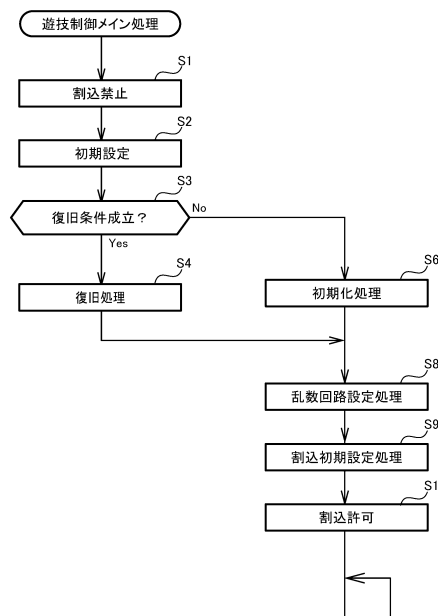 遊技制御メイン処理
S1
割込禁止
S2
初期設定
S3
復旧条件成立？
No
Yes
S4
復旧処理
S6
初期化処理
S8
乱数回路設定処理
S9
割込初期設定処理
S1
割込許可